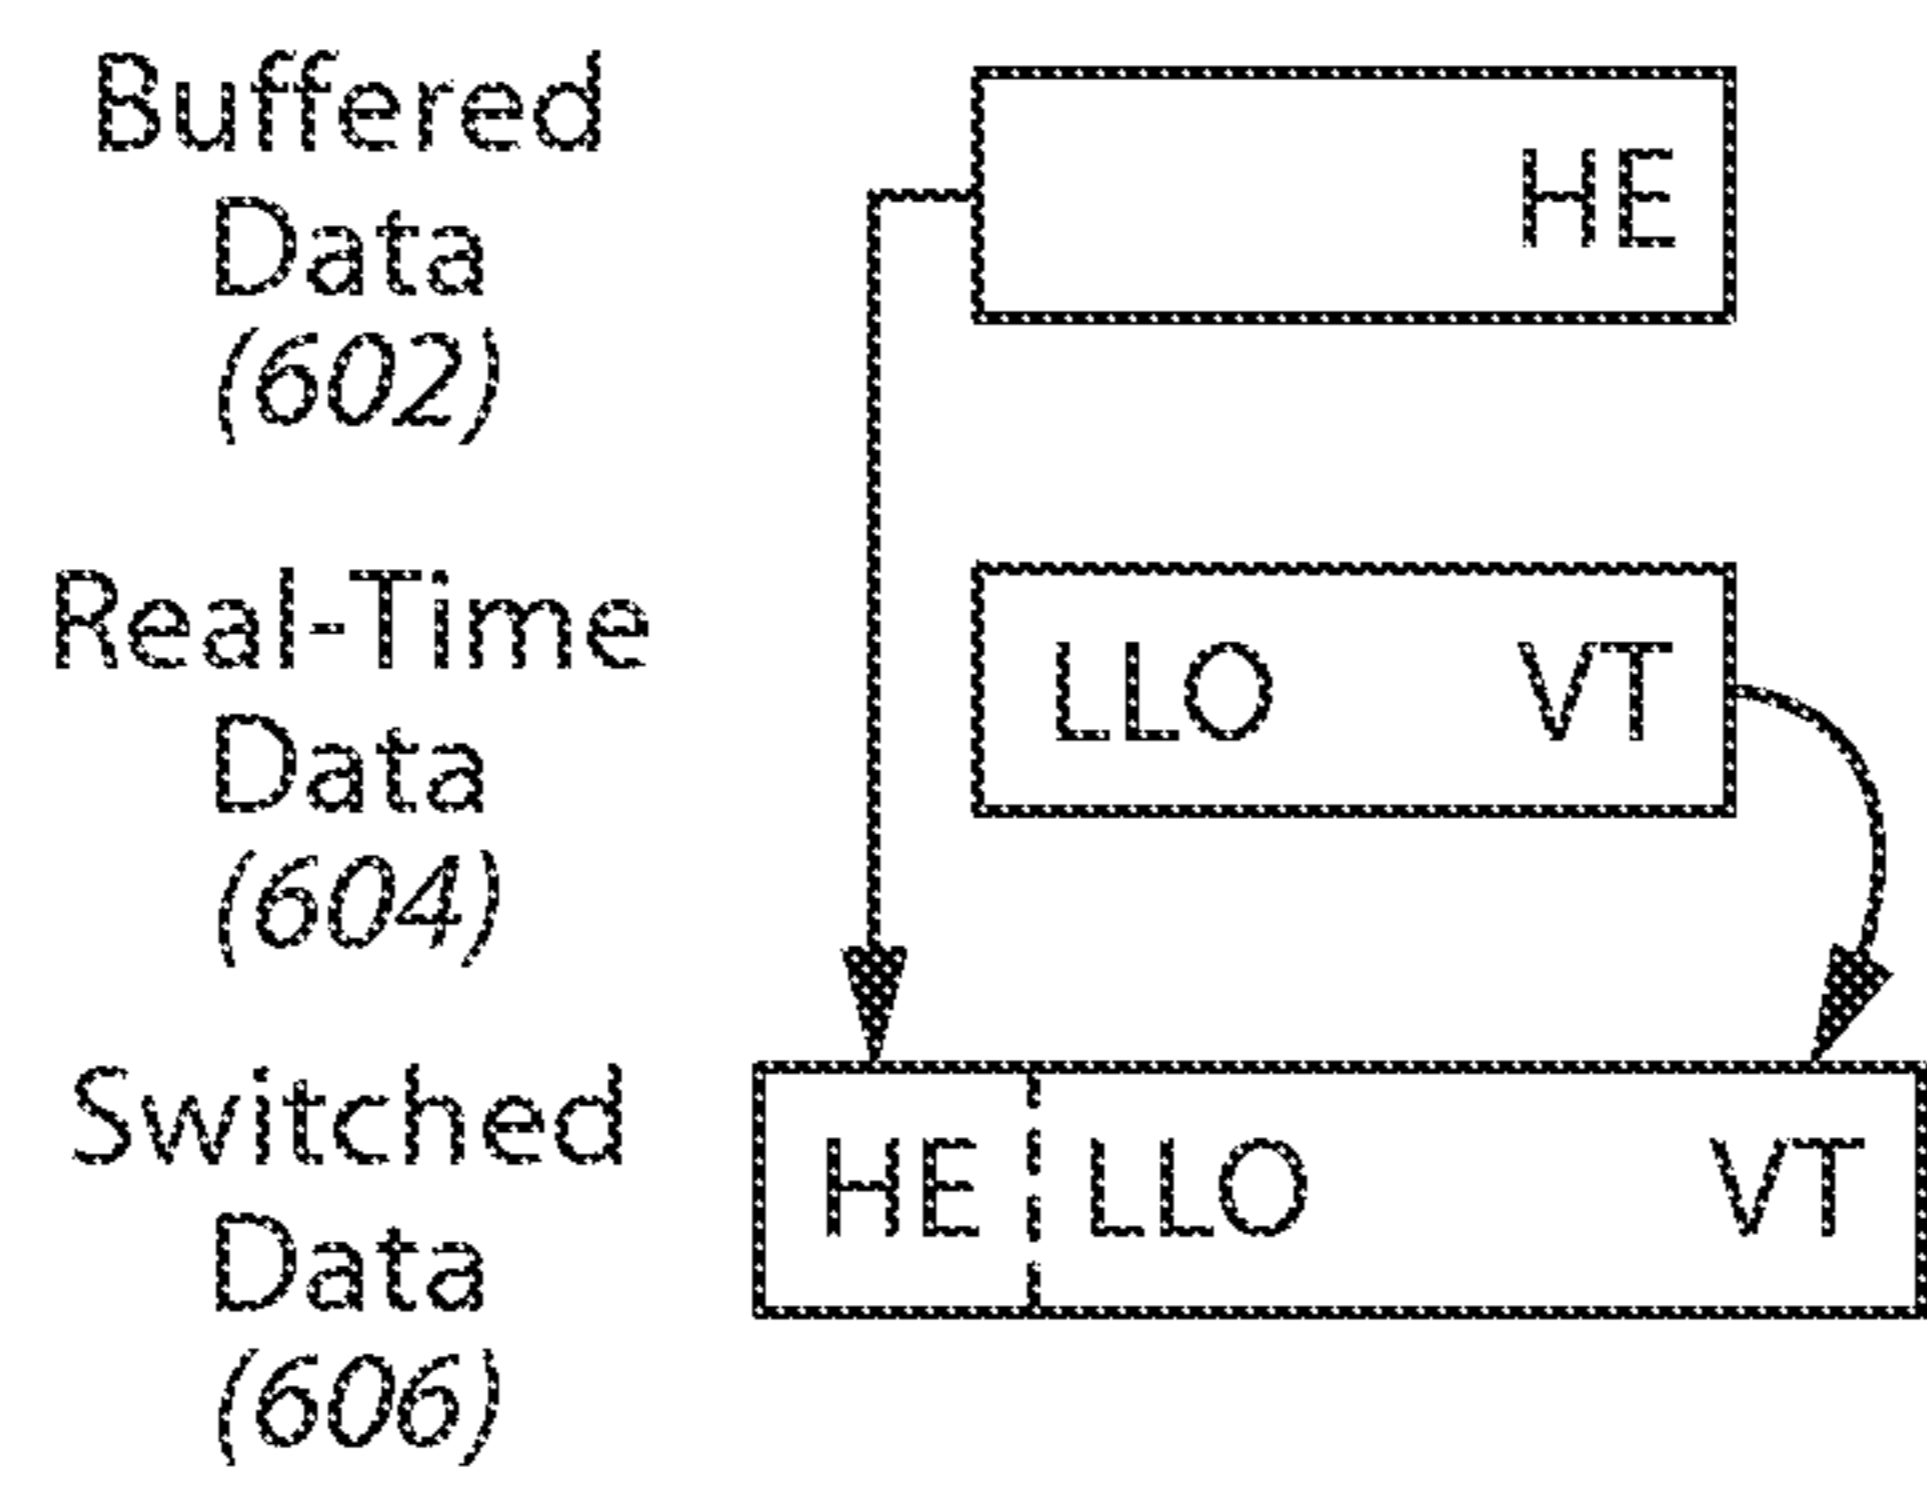 Buffered
Data
(602)
HE
Real-Time
Data
(604)
LLO VT
Switched
Data
(606)
HE LLO VT